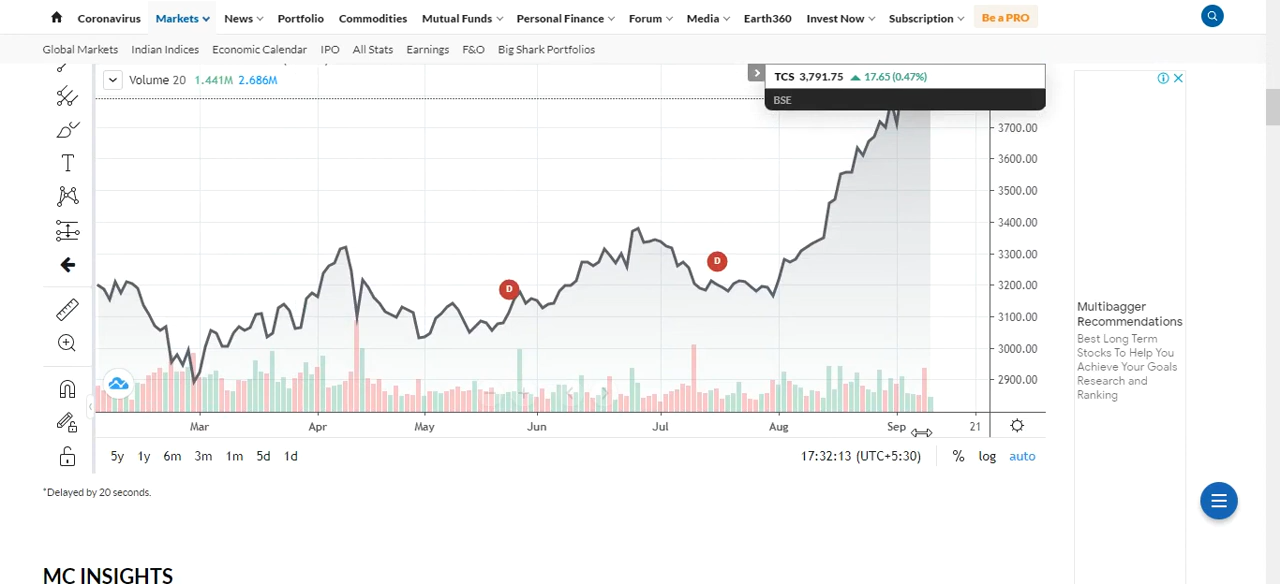 Coronavirus Markets News Portfolio Commodities Mutual Funds Personal Finance Forum Media Earth360 Invest Now Subscription Be a PRO
Global Markets Indian Indices Economic Calendar IPO All Stats Earnings F&O Big Shark Portfolios
Volume 20 1.441M 2.686M
TCS 3,791.75 17.65 (0.47%)
BSE
3700.00
3600.00
3500.00
3400.00
3300.00
3200.00
3100.00
3000.00
2900.00
D
D
Mar Apr May Jun Jul Aug Sep 21
5y 1y 6m 3m 1m 5d 1d 17:32:13 (UTC+5:30) % log auto
*Delayed by 20 seconds.
MC INSIGHTS
Multibagger
Recommendations
Best Long Term
Stocks To Help You
Achieve Your Goals
Research and
Ranking